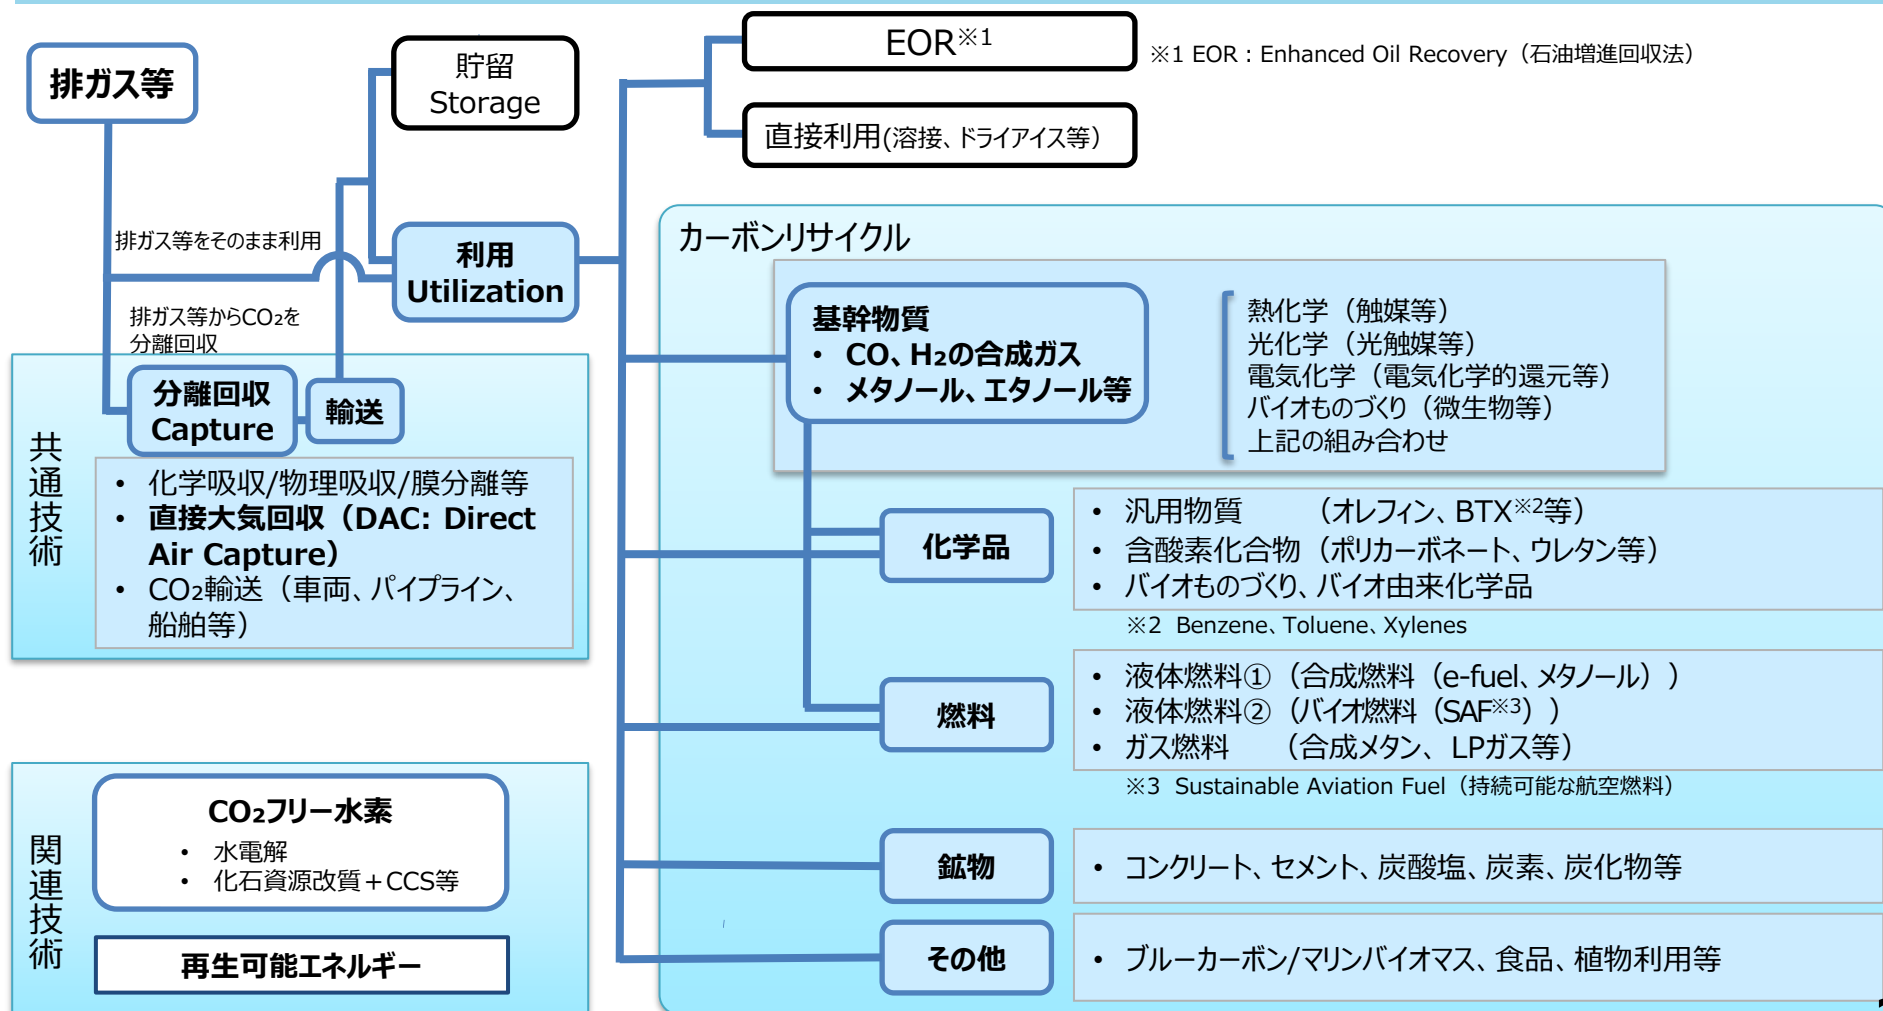 排ガス等
貯留
Storage
EOR※1
※1 EOR : Enhanced Oil Recovery（石油増進回収法）
直接利用(溶接、ドライアイス等）
排ガス等をそのまま利用
利用
Utilization
排ガス等からCO₂を
分離回収
共通技術
分離回収
Capture
輸送
• 化学吸収/物理吸収/膜分離等
• 直接大気回収（DAC: Direct
Air Capture）
• CO₂輸送（車両、パイプライン、
船舶等）
関連技術
CO₂フリー水素
• 水電解
• 化石資源改質＋CCS等
再生可能エネルギー
カーボンリサイクル
基幹物質
• CO、H₂の合成ガス
• メタノール、エタノール等
熱化学（触媒等）
光化学（光触媒等）
電気化学（電気化学的還元等）
バイオものづくり（微生物等）
上記の組み合わせ
化学品
• 汎用物質　　（オレフィン、BTX※2等）
• 含酸素化合物（ポリカーボネート、ウレタン等）
• バイオものづくり、バイオ由来化学品
※2 Benzene、Toluene、Xylenes
燃料
• 液体燃料①（合成燃料（e-fuel、メタノール））
• 液体燃料②（バイオ燃料（SAF※3））
• ガス燃料　（合成メタン、LPガス等）
※3 Sustainable Aviation Fuel（持続可能な航空燃料）
鉱物
• コンクリート、セメント、炭酸塩、炭素、炭化物等
その他
• ブルーカーボン/マリンバイオマス、食品、植物利用等